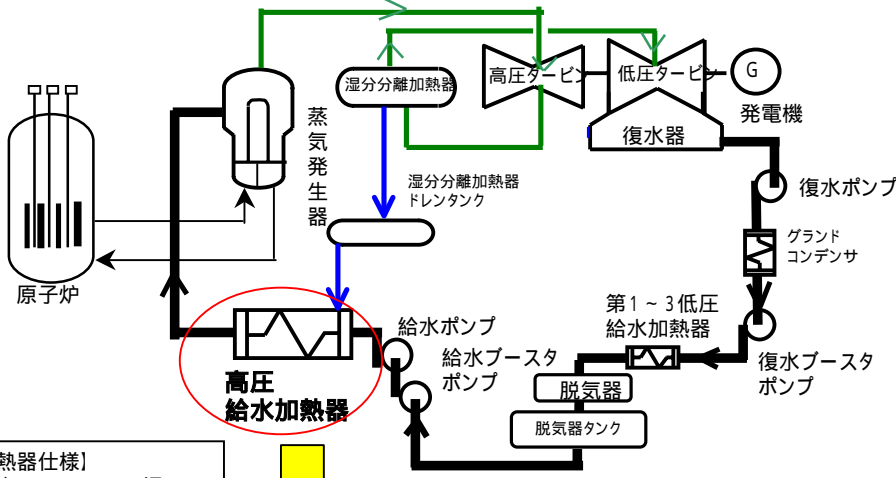 湿分分離加熱器
高圧タービン
低圧タービン
G
発電機
復水器
蒸気発生器
湿分分離加熱器
ドレンタンク
復水ポンプ
グランド
コンデンサ
原子炉
第1~3低圧
給水加熱器
給水ポンプ
給水ブースタ
ポンプ
復水ブースタ
ポンプ
高圧
給水加熱器
脱気器
脱気器タンク
熱器仕様】